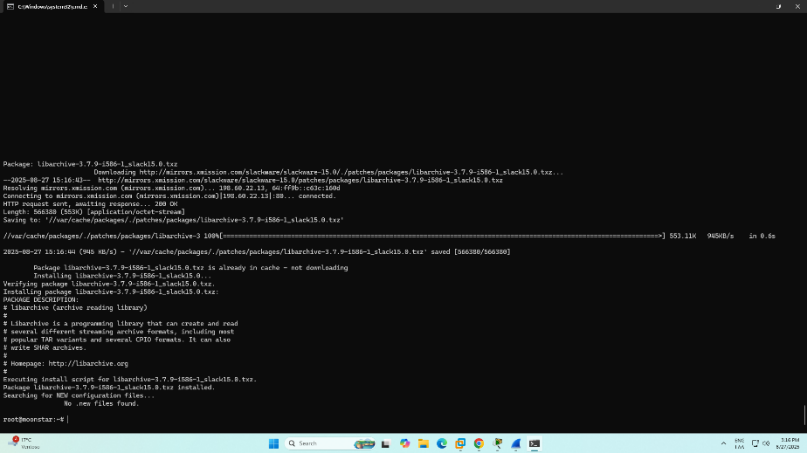 C:\Windows\system32\cmd.e
Package: libarchive-3.7.9-i586-1_slack15.0.txz
Downloading http://mirrors.xmission.com/slackware/slackware-15.0/./patches/packages/libarchive-3.7.9-i586-1_slack15.0.txz...
--2025-08-27 15:16:43--  http://mirrors.xmission.com/slackware/slackware-15.0/patches/packages/libarchive-3.7.9-i586-1_slack15.0.txz
Resolving mirrors.xmission.com (mirrors.xmission.com)... 198.60.22.13, 64:ff9b::c63c:160d
Connecting to mirrors.xmission.com (mirrors.xmission.com)|198.60.22.13|:80... connected.
HTTP request sent, awaiting response... 200 OK
Length: 566380 (553K) [application/octet-stream]
Saving to: '//var/cache/packages/./patches/packages/libarchive-3.7.9-i586-1_slack15.0.txz'
//var/cache/packages/./patches/packages/libarchive-3 100%[=====================================================>] 553.11K   945KB/s    in 0.6s
2025-08-27 15:16:44 (945 KB/s) - '//var/cache/packages/./patches/packages/libarchive-3.7.9-i586-1_slack15.0.txz' saved [566380/566380]
Package libarchive-3.7.9-i586-1_slack15.0.txz is already in cache - not downloading
Installing libarchive-3.7.9-i586-1_slack15.0...
Verifying package libarchive-3.7.9-i586-1_slack15.0.txz.
Installing package libarchive-3.7.9-i586-1_slack15.0.txz:
PACKAGE DESCRIPTION:
# libarchive (archive reading library)
#
# Libarchive is a programming library that can create and read
# several different streaming archive formats, including most
# popular TAR variants and several CPIO formats. It can also
# write SHAR archives.
#
# Homepage: http://libarchive.org
#
Executing install script for libarchive-3.7.9-i586-1_slack15.0.txz.
Package libarchive-3.7.9-i586-1_slack15.0.txz installed.
Searching for NEW configuration files...
No .new files found.
root@moonstar:~#
17°C
Search
ENG
3:16 PM
8/27/2025